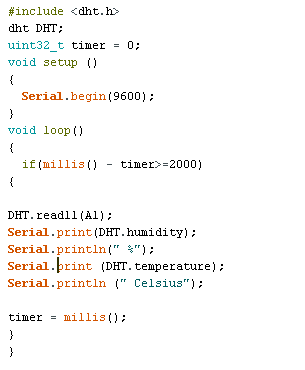 #include <dht.h>
dht DHT;
uint32_t timer = 0;
void setup ()
{
Serial.begin(9600);
}
void loop()
{
if(millis() - timer>=2000)
{
DHT.readll(A1);
Serial.print(DHT.humidity);
Serial.println(" %");
Serial.print (DHT.temperature);
Serial.println (" Celsius");
timer = millis();
}
}